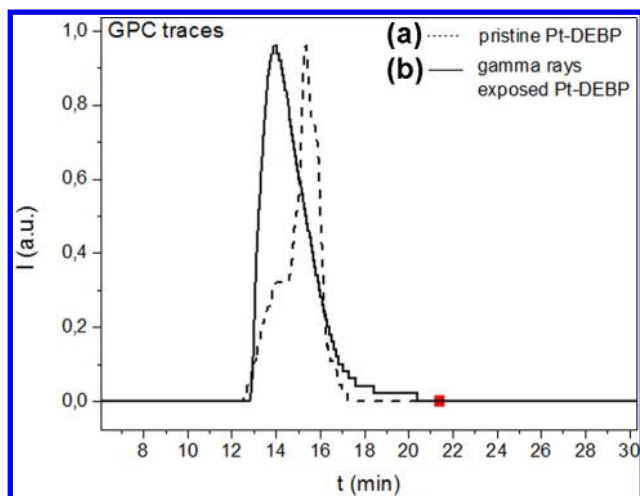 GPC traces
(a) pristine Pt-DEBP
(b) gamma rays
exposed Pt-DEBP
1,0
0,8
0,6
0,4
0,2
0,0
I (a.u.)
8 10 12 14 16 18 20 22 24 26 28 30
t (min)